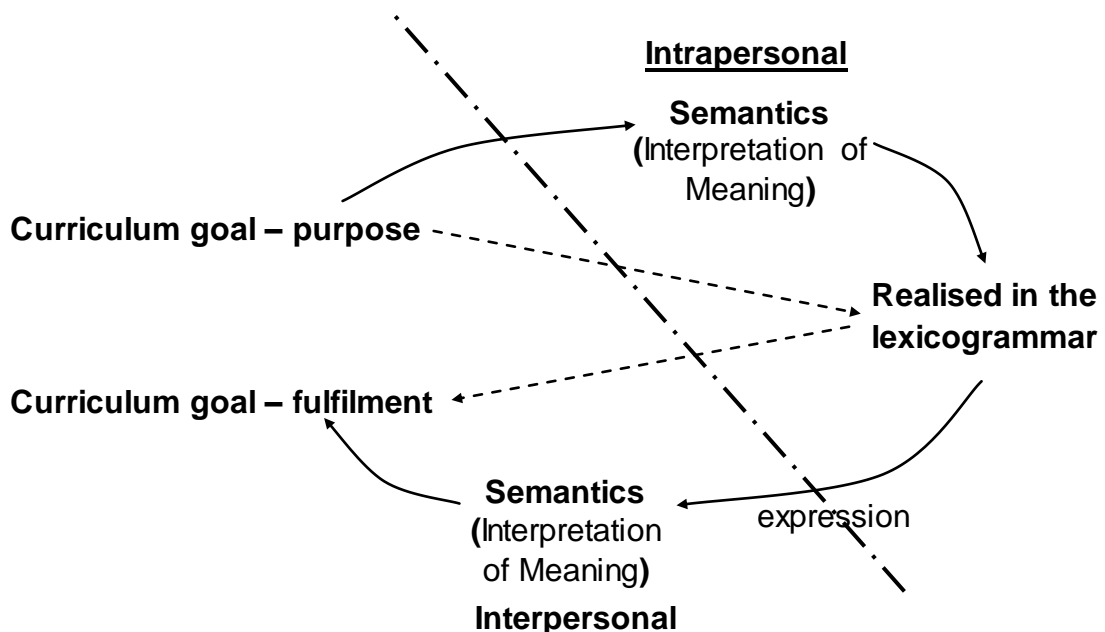 Intrapersonal
Semantics
(Interpretation of
Meaning)
Curriculum goal – purpose
Realised in the
lexicogrammar
Curriculum goal – fulfilment
Semantics
(Interpretation
of Meaning)
expression
Interpersonal